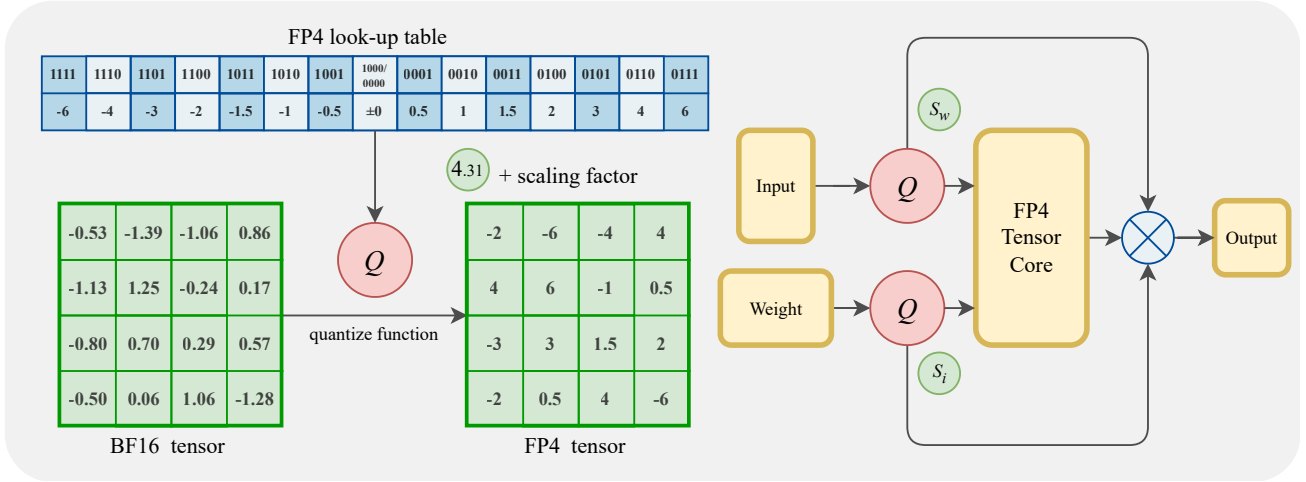 FP4 look-up table
1111 1110 1101 1100 1011 1010 1001 1000/ 0001 0010 0011 0100 0101 0110 0111
0000
-6 -4 -3 -2 -1.5 -1 -0.5 ±0 0.5 1 1.5 2 3 4 6
4.31 + scaling factor
-0.53 -1.39 -1.06 0.86
-1.13 1.25 -0.24 0.17
-0.80 0.70 0.29 0.57
-0.50 0.06 1.06 -1.28
BF16 tensor
Q
quantize function
-2 -6 -4 4
4 6 -1 0.5
-3 3 1.5 2
-2 0.5 4 -6
FP4 tensor
Sw
Input
Q
FP4
Tensor
Core
Output
Weight
Q
Si